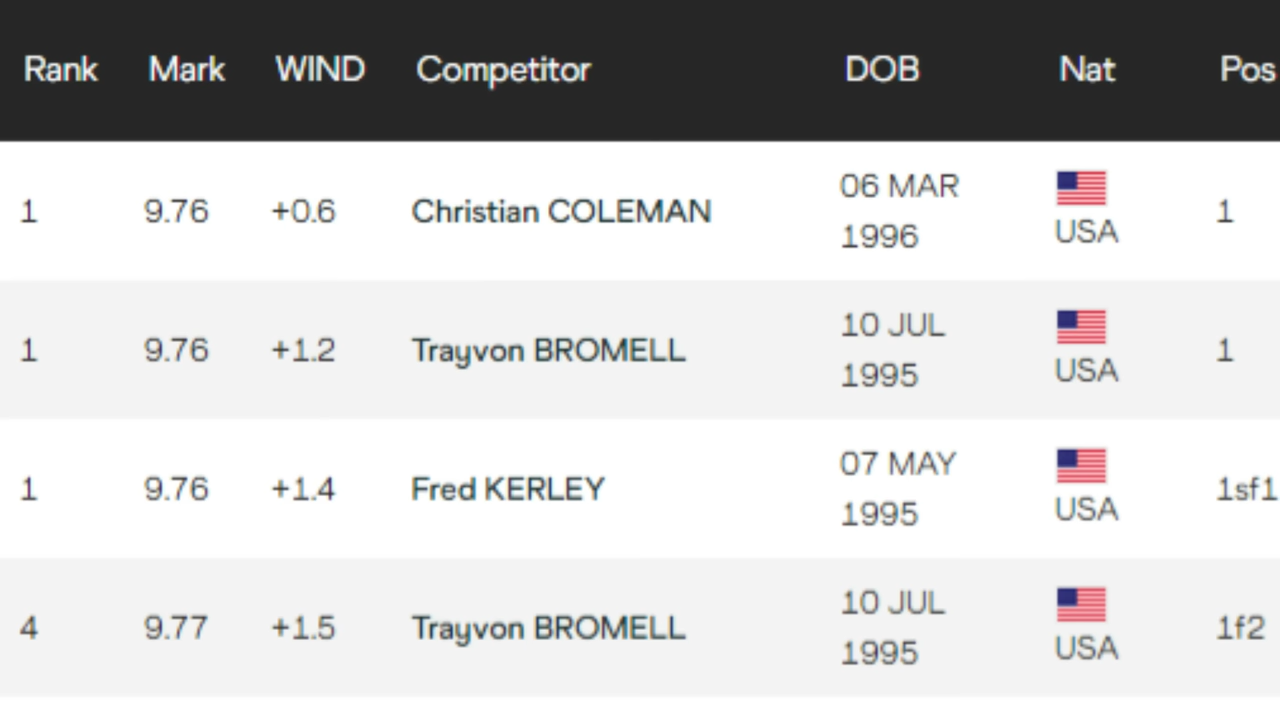 Rank Mark WIND Competitor DOB Nat Pos
1 9.76 +0.6 Christian COLEMAN 06 MAR 1996 USA 1
1 9.76 +1.2 Trayvon BROMELL 10 JUL 1995 USA 1
1 9.76 +1.4 Fred KERLEY 07 MAY 1995 USA 1sf1
4 9.77 +1.5 Trayvon BROMELL 10 JUL 1995 USA 1f2